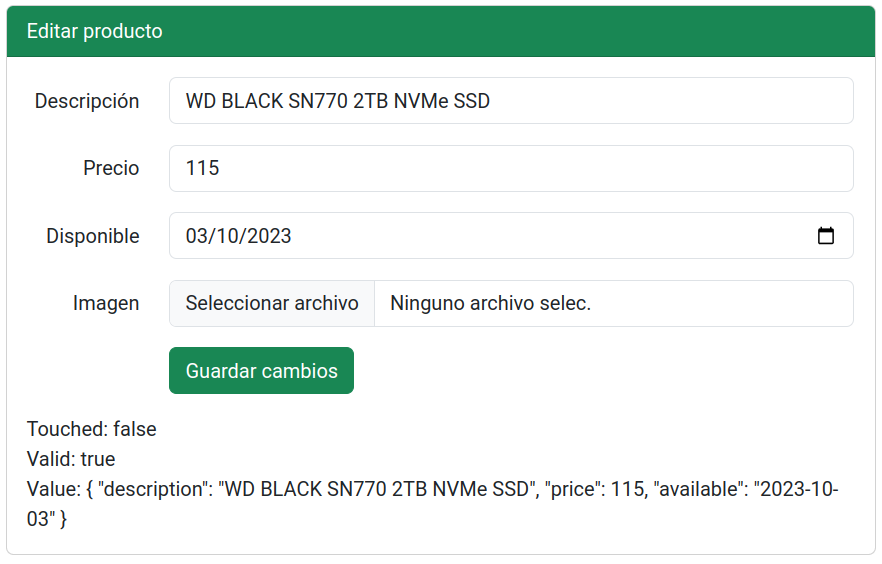 Editar producto
Descripción
WD BLACK SN770 2TB NVMe SSD
Precio
115
Disponible
03/10/2023
Imagen
Seleccionar archivo
Ninguno archivo selec.
Guardar cambios
Touched: false
Valid: true
Value: { "description": "WD BLACK SN770 2TB NVMe SSD", "price": 115, "available": "2023-10-
03" }